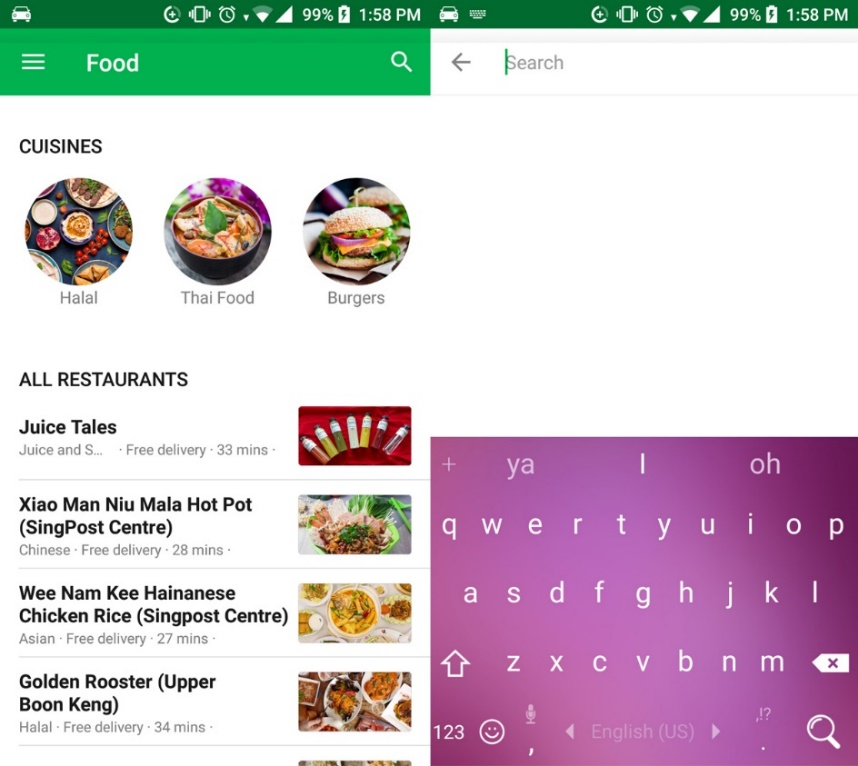 99% 1:58 PM
Food
CUISINES
Halal
Thai Food
Burgers
ALL RESTAURANTS
Juice Tales
Juice and S... · Free delivery · 33 mins ·
Xiao Man Niu Mala Hot Pot
(SingPost Centre)
Chinese · Free delivery · 28 mins ·
Wee Nam Kee Hainanese
Chicken Rice (Singpost Centre)
Asian · Free delivery · 27 mins ·
Golden Rooster (Upper
Boon Keng)
Halal · Free delivery · 34 mins ·
99% 1:58 PM
Search
+ ya I oh
q w e r t y u i o p
a s d f g h j k l
z x c v b n m
123 , English (US) ,!? .